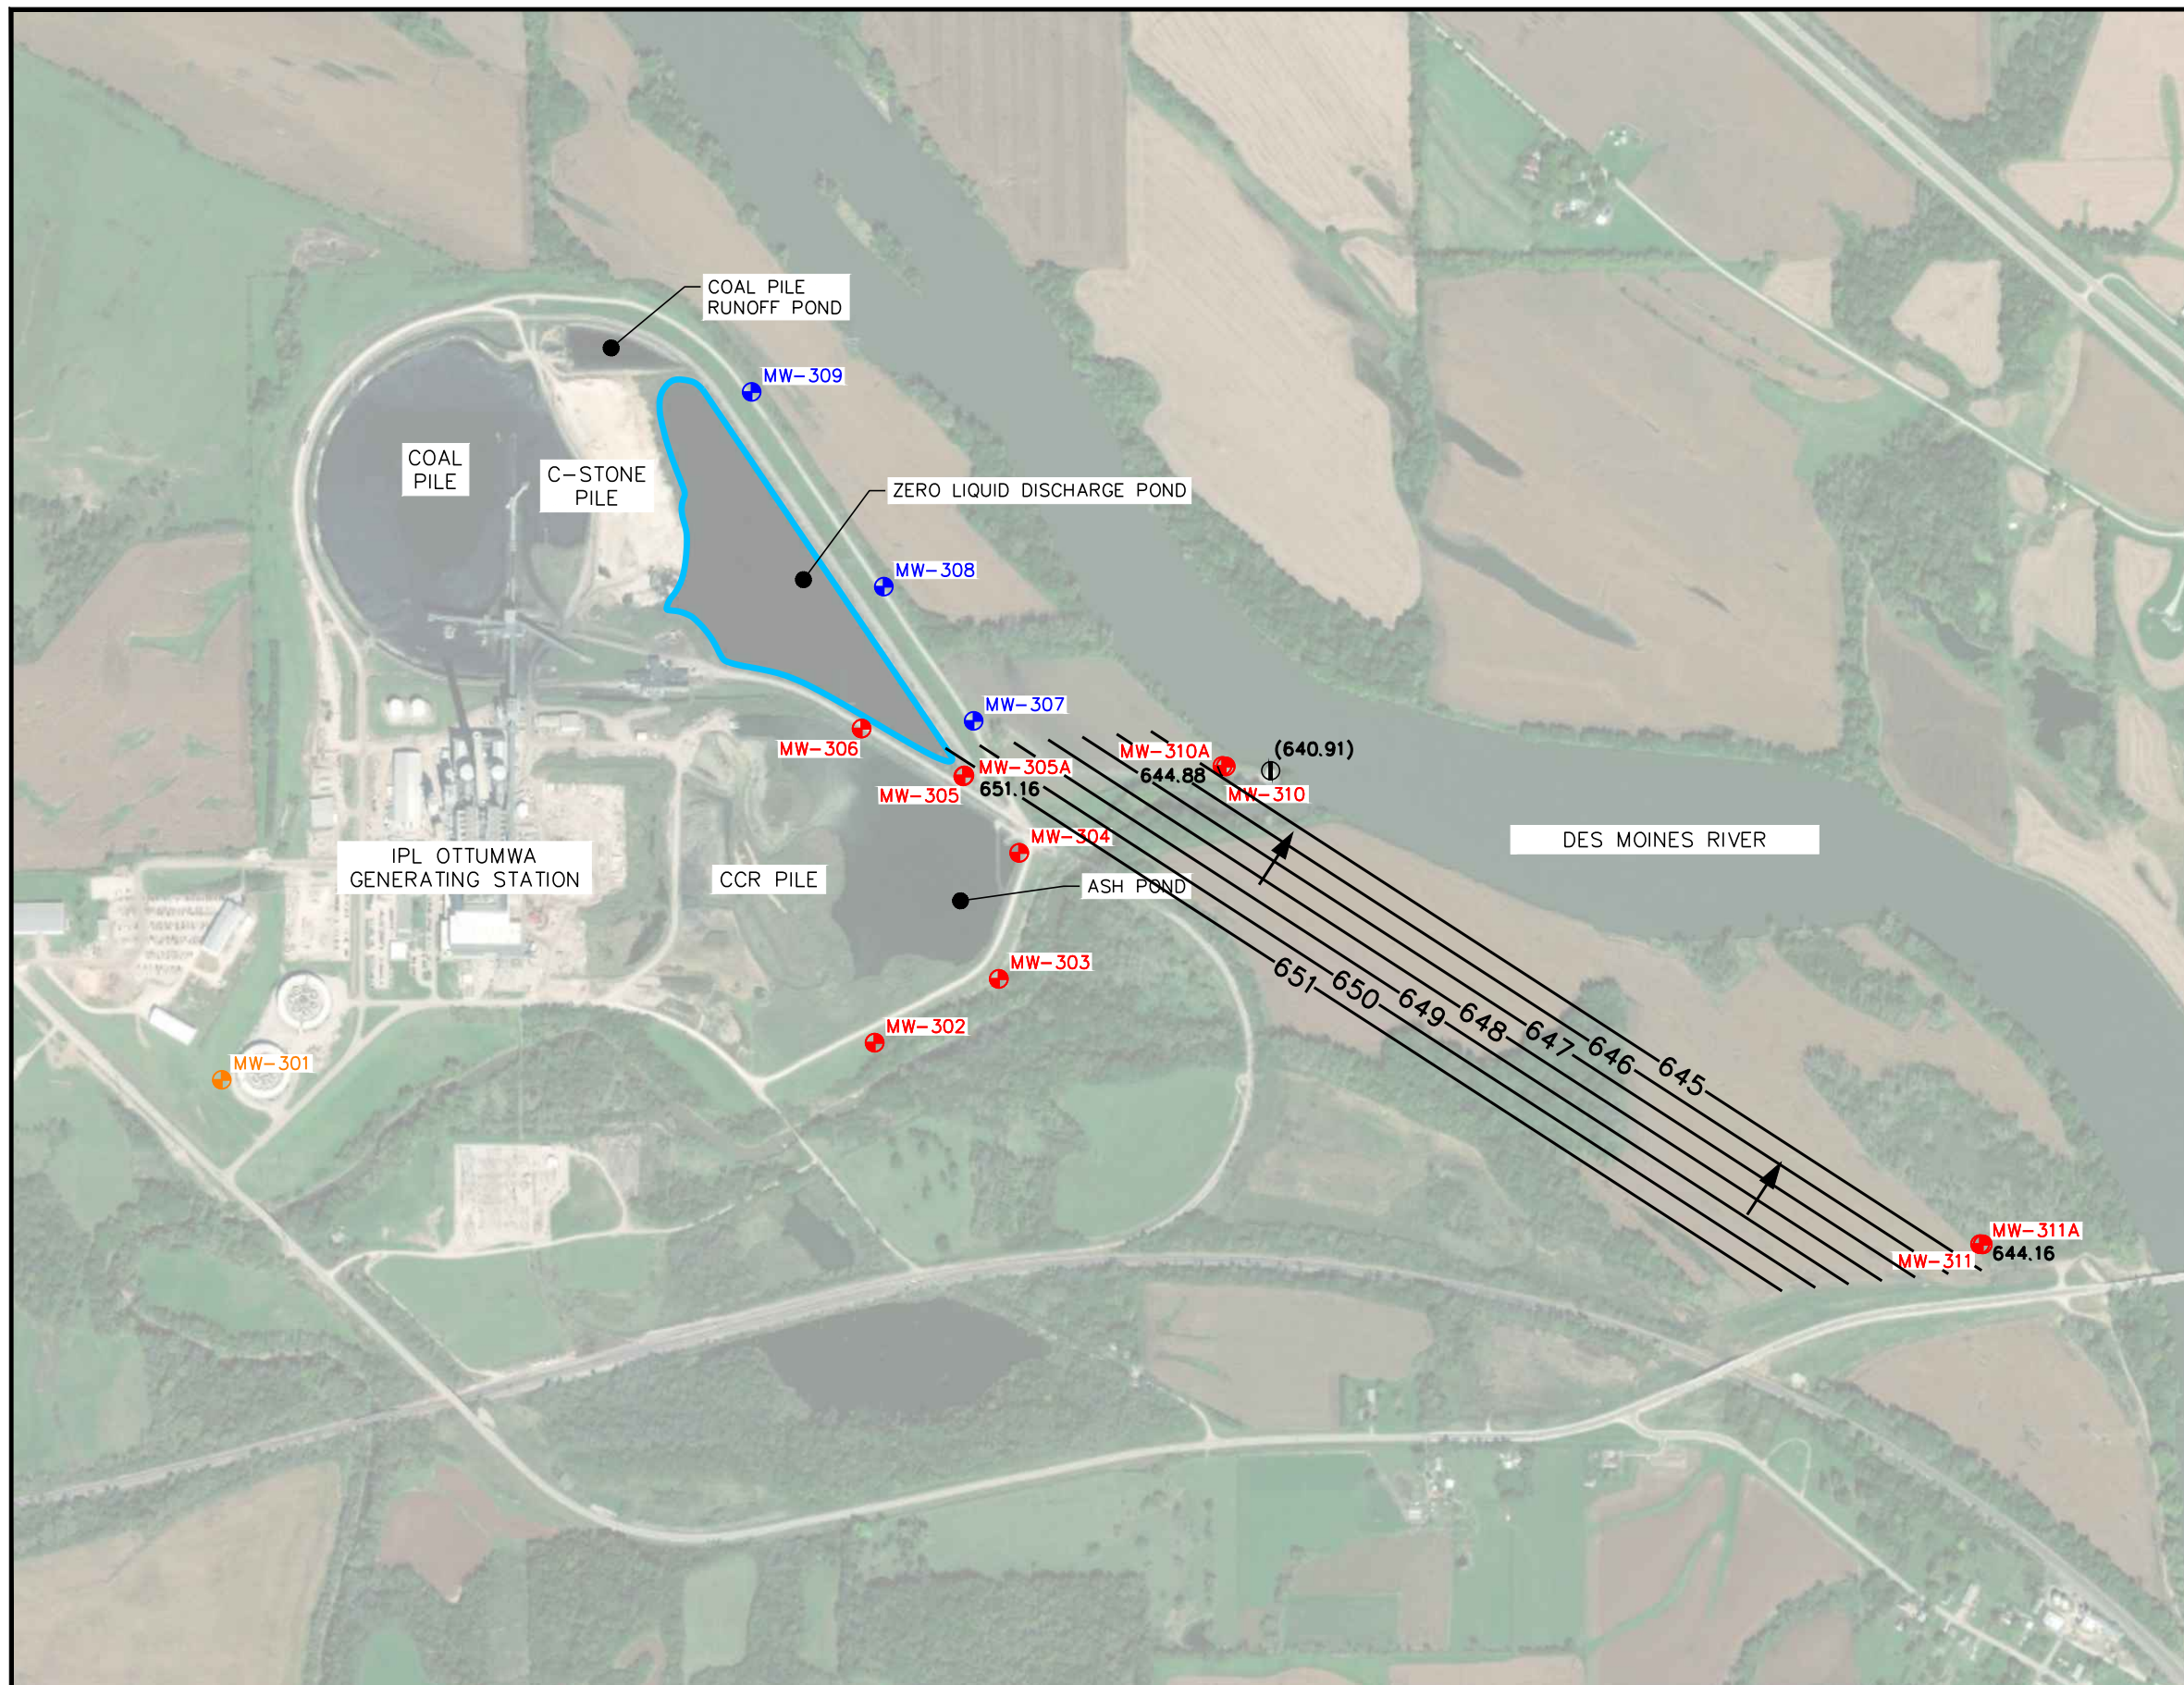 COAL PILE
RUNOFF POND
MW-309
COAL
PILE
C-STONE
PILE
ZERO LIQUID DISCHARGE POND
MW-308
MW-307
MW-306
MW-305A
651.16
MW-305
MW-310A
644.88
(640.91)
MW-310
MW-304
DES MOINES RIVER
IPL OTTUMWA
GENERATING STATION
CCR PILE
ASH POND
MW-303
651
650
649
648
647
646
645
MW-302
MW-301
MW-311A
644.16
MW-311